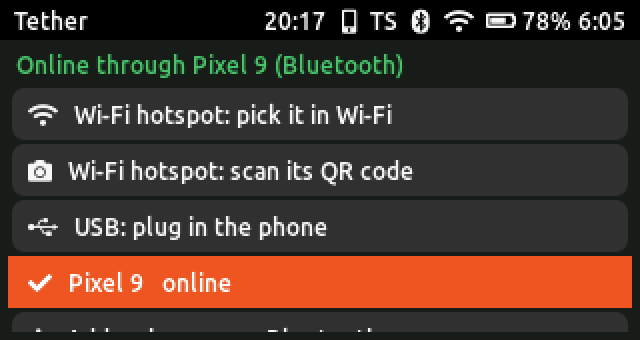 Tether 20:17 TS 78% 6:05
Online through Pixel 9 (Bluetooth)
Wi-Fi hotspot: pick it in Wi-Fi
Wi-Fi hotspot: scan its QR code
USB: plug in the phone
Pixel 9 online